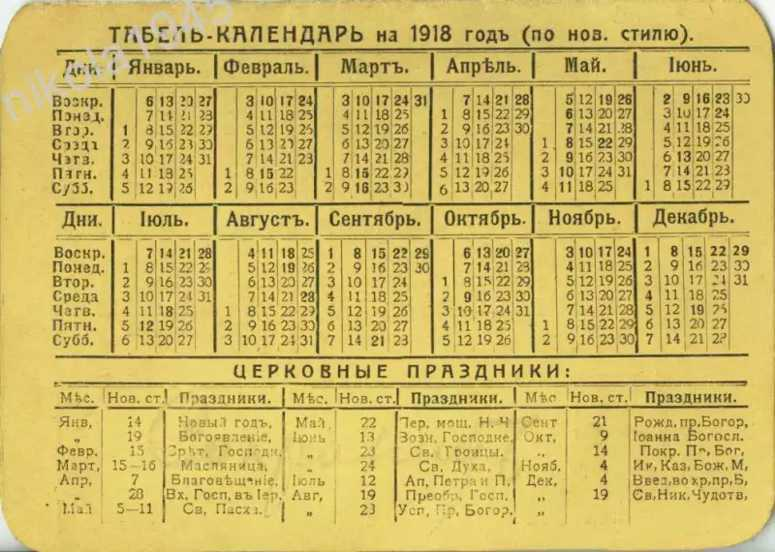 nikola1945
ТАБЕЛЬ-КАЛЕНДАРЬ на 1918 годъ (по нов. стилю).
Дни. Январь. Февраль. Мартъ. Апрѣль. Май. Іюнь.
Воскр. 6 13 20 27 3 10 17 24 3 10 17 24 31 7 14 21 28 5 12 19 26 2 9 16 23 30
Понед. 7 14 21 28 4 11 18 25 4 11 18 25 1 8 15 22 29 6 13 20 27 3 10 17 24
Втор. 1 8 15 22 29 5 12 19 26 5 12 19 26 2 9 16 23 30 7 14 21 28 4 11 18 25
Среда 2 9 16 23 30 6 13 20 27 6 13 20 27 3 10 17 24 1 8 15 22 29 5 12 19 26
Четв. 3 10 17 24 31 7 14 21 28 7 14 21 28 4 11 18 25 2 9 16 23 30 6 13 20 27
Пятн. 4 11 18 25 1 8 15 22 1 8 15 22 29 5 12 19 26 3 10 17 24 31 7 14 21 28
Субб. 5 12 19 26 2 9 16 23 2 9 16 23 30 6 13 20 27 4 11 18 25 1 8 15 22 29
Дни. Іюль. Августъ. Сентябрь. Октябрь. Ноябрь. Декабрь.
Воскр. 7 14 21 28 4 11 18 25 1 8 15 22 29 6 13 20 27 3 10 17 24 1 8 15 22 29
Понед. 1 8 15 22 29 5 12 19 26 2 9 16 23 30 7 14 21 28 4 11 18 25 2 9 16 23 30
Втор. 2 9 16 23 30 6 13 20 27 3 10 17 24 1 8 15 22 29 5 12 19 26 3 10 17 24 31
Среда 3 10 17 24 31 7 14 21 28 4 11 18 25 2 9 16 23 30 6 13 20 27 4 11 18 25
Четв. 4 11 18 25 1 8 15 22 29 5 12 19 26 3 10 17 24 31 7 14 21 28 5 12 19 26
Пятн. 5 12 19 26 2 9 16 23 30 6 13 20 27 4 11 18 25 1 8 15 22 29 6 13 20 27
Субб. 6 13 20 27 3 10 17 24 31 7 14 21 28 5 12 19 26 2 9 16 23 30 7 14 21 28
ЦЕРКОВНЫЕ ПРАЗДНИКИ:
Мѣс. Нов. ст. Праздники. Мѣс. Нов. ст. Праздники. Мѣс Нов. ст. Праздники.
Янв, 14 Новый годъ, Май, 22 Пер, мощ. Н. Ч Сент 21 Рожд, пр, Богор,
„ 19 Богоявленіе, Іюнь 13 Возн, Господне, Окт, 9 Іоанна Богосл.
Февр. 15 Срѣт, Господн, „ 23 Св. Троицы. „ 14 Покр. Пр, Бог,
Март, 15—16 Масляница, „ 24 Св, Духа, Нояб. 4 Ик, Каз, Бож, М,
Апр, 7 Благовѣщеніе, Іюль 12 Ап, Петра и П, Дек, 4 Введ, во хр, пр, Б,
„ 28 Вх, Госп, въ Іер, Авг, 19 Преобр, Госп. „ 19 Св, Ник, Чудотв,
Май 5—11 Св, Пасха. „ 23 Усп, Пр, Богор,